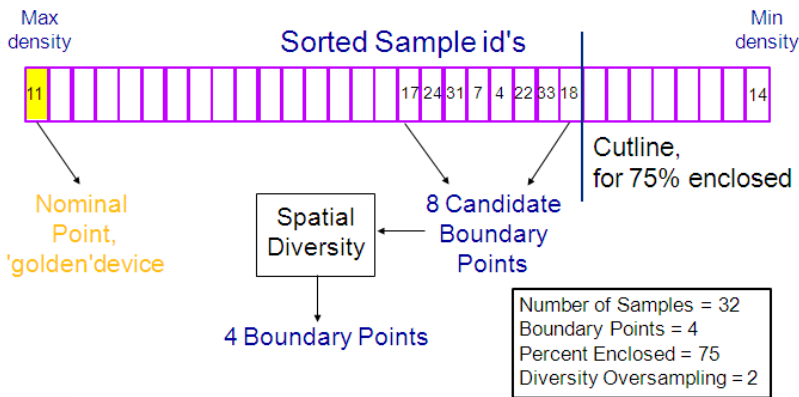 Max
density
Sorted Sample id's
Min
density
11 17 24 31 7 4 22 33 18 14
Cutline,
for 75% enclosed
Nominal
Point,
'golden'device
Spatial
Diversity
8 Candidate
Boundary
Points
4 Boundary Points
Number of Samples = 32
Boundary Points = 4
Percent Enclosed = 75
Diversity Oversampling = 2